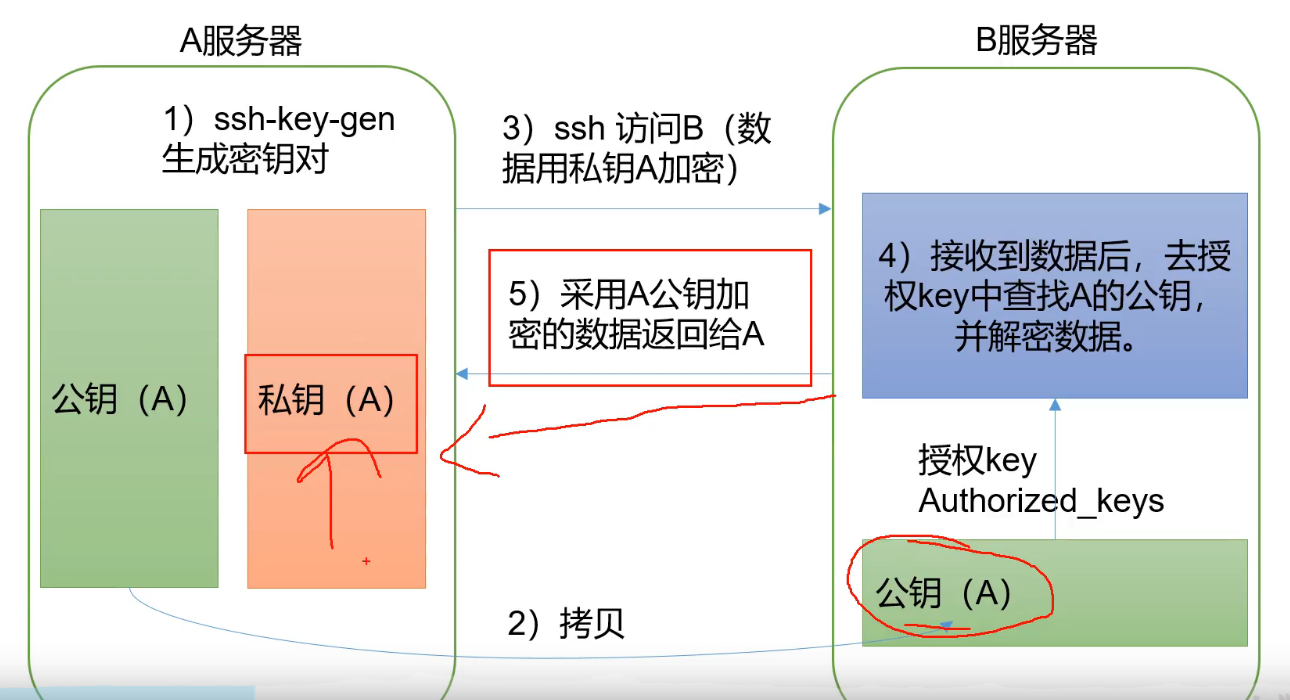 A服务器
B服务器
1）ssh-key-gen
生成密钥对
3）ssh 访问B（数
据用私钥A加密）
公钥（A）
私钥（A）
5）采用A公钥加
密的数据返回给A
4）接收到数据后，去授
权key中查找A的公钥，
并解密数据。
授权key
Authorized_keys
公钥（A）
2）拷贝